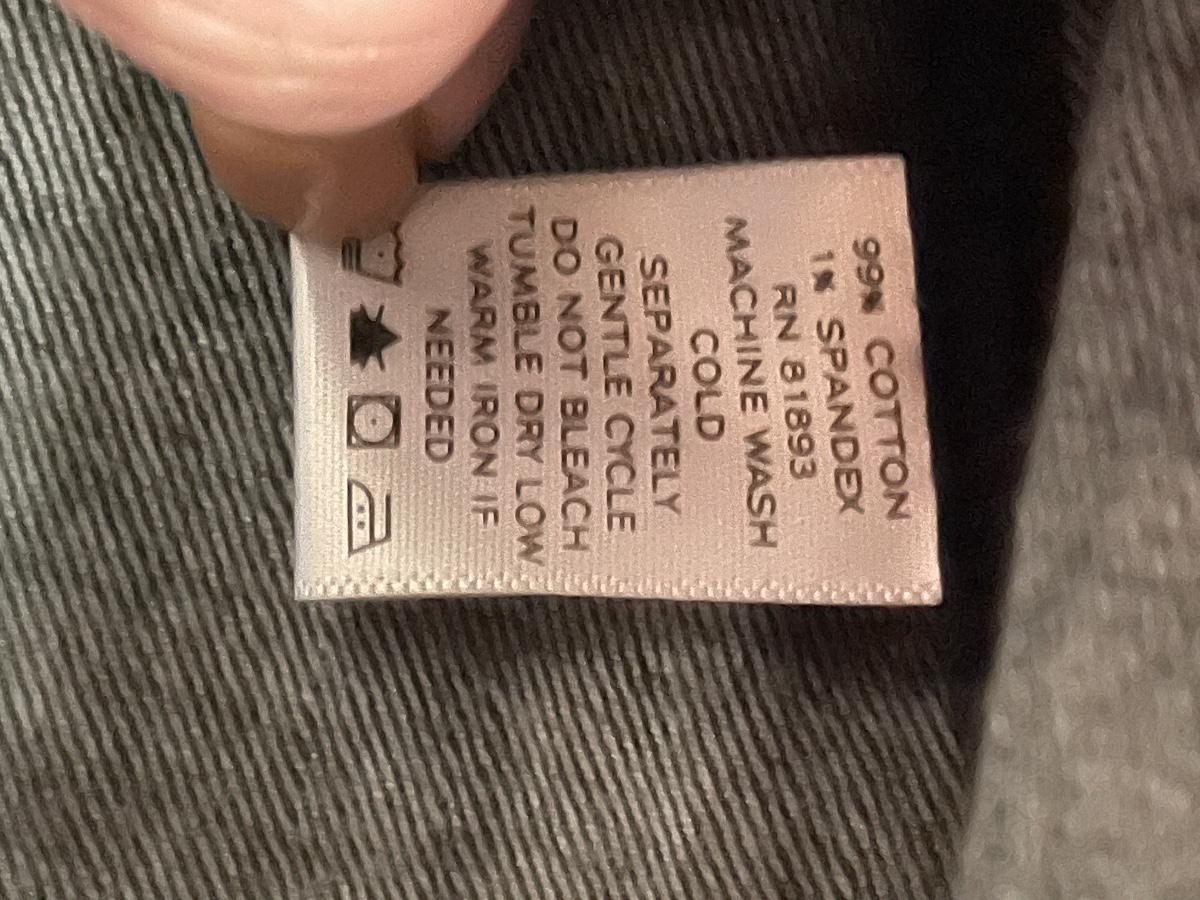 99% COTTON
1% SPANDEX
RN 81893
MACHINE WASH
COLD
SEPARATELY
GENTLE CYCLE
DO NOT BLEACH
TUMBLE DRY LOW
WARM IRON IF
NEEDED